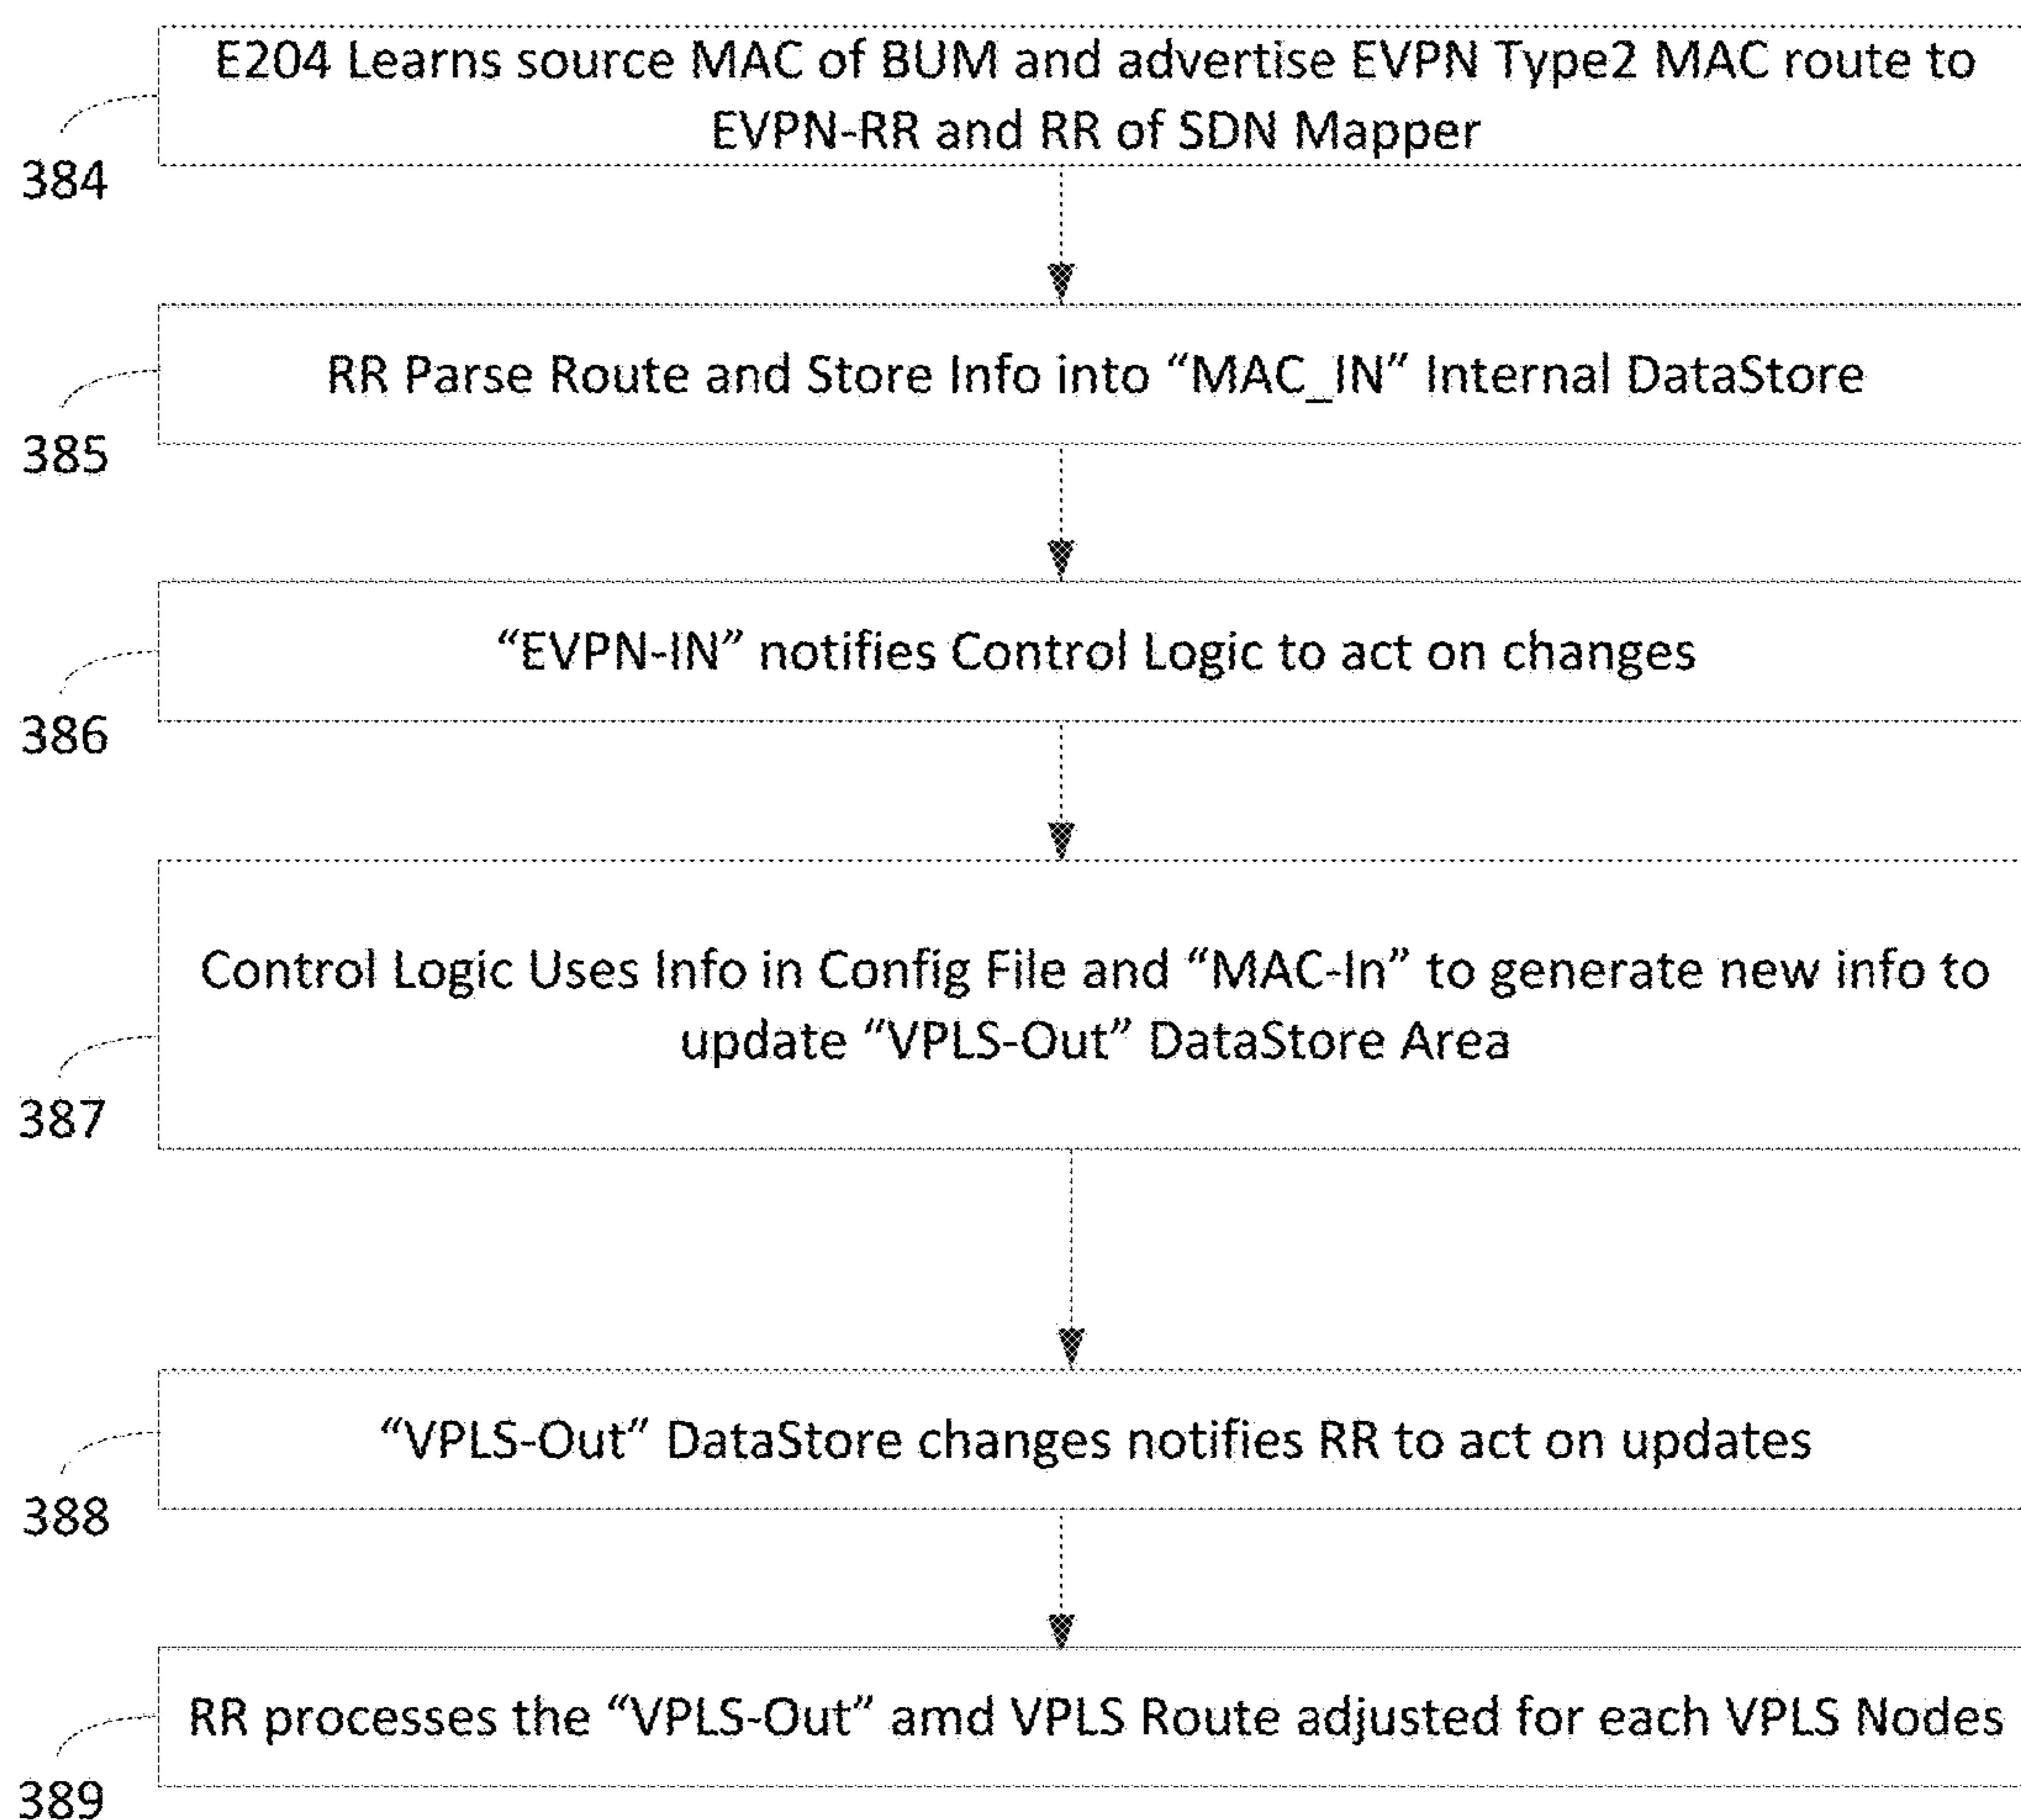 E204 Learns source MAC of BUM and advertise EVPN Type2 MAC route to
EVPN-RR and RR of SDN Mapper
384
RR Parse Route and Store Info into “MAC_IN” Internal DataStore
385
“EVPN-IN” notifies Control Logic to act on changes
386
Control Logic Uses Info in Config File and “MAC-In” to generate new info to
update “VPLS-Out” DataStore Area
387
“VPLS-Out” DataStore changes notifies RR to act on updates
388
RR processes the “VPLS-Out” amd VPLS Route adjusted for each VPLS Nodes
389